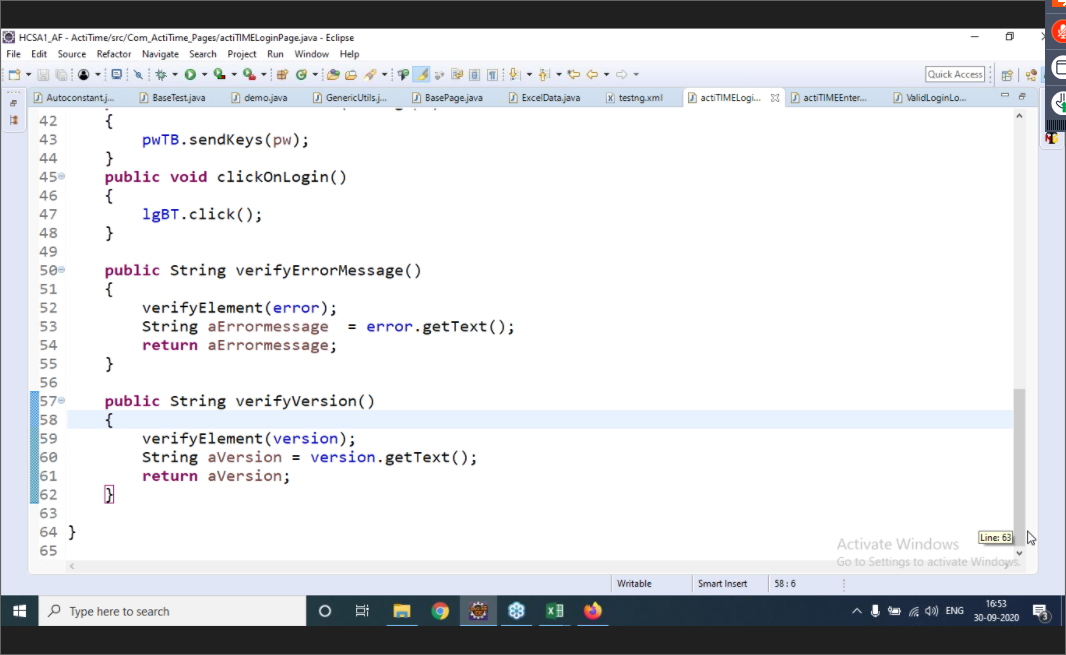 HCSA1_AF - ActiTime/src/Com_ActiTime_Pages/actiTIMELoginPage.java - Eclipse
File Edit Source Refactor Navigate Search Project Run Window Help
Quick Access
Autoconstant.j... BaseTest.java demo.java GenericUtils.j... BasePage.java ExcelData.java testng.xml actiTIMELogi... actiTIMEEnter... ValidLoginLo...
42 {
43 pwTB.sendKeys(pw);
44 }
45 public void clickOnLogin()
46 {
47 lgBT.click();
48 }
49
50 public String verifyErrorMessage()
51 {
52 verifyElement(error);
53 String aErrormessage = error.getText();
54 return aErrormessage;
55 }
56
57 public String verifyVersion()
58 {
59 verifyElement(version);
60 String aVersion = version.getText();
61 return aVersion;
62 }
63
64 }
65
Line: 63
Activate Windows
Go to Settings to activate Windows.
Writable Smart Insert 58 : 6
Type here to search
ENG
16:53
30-09-2020
3